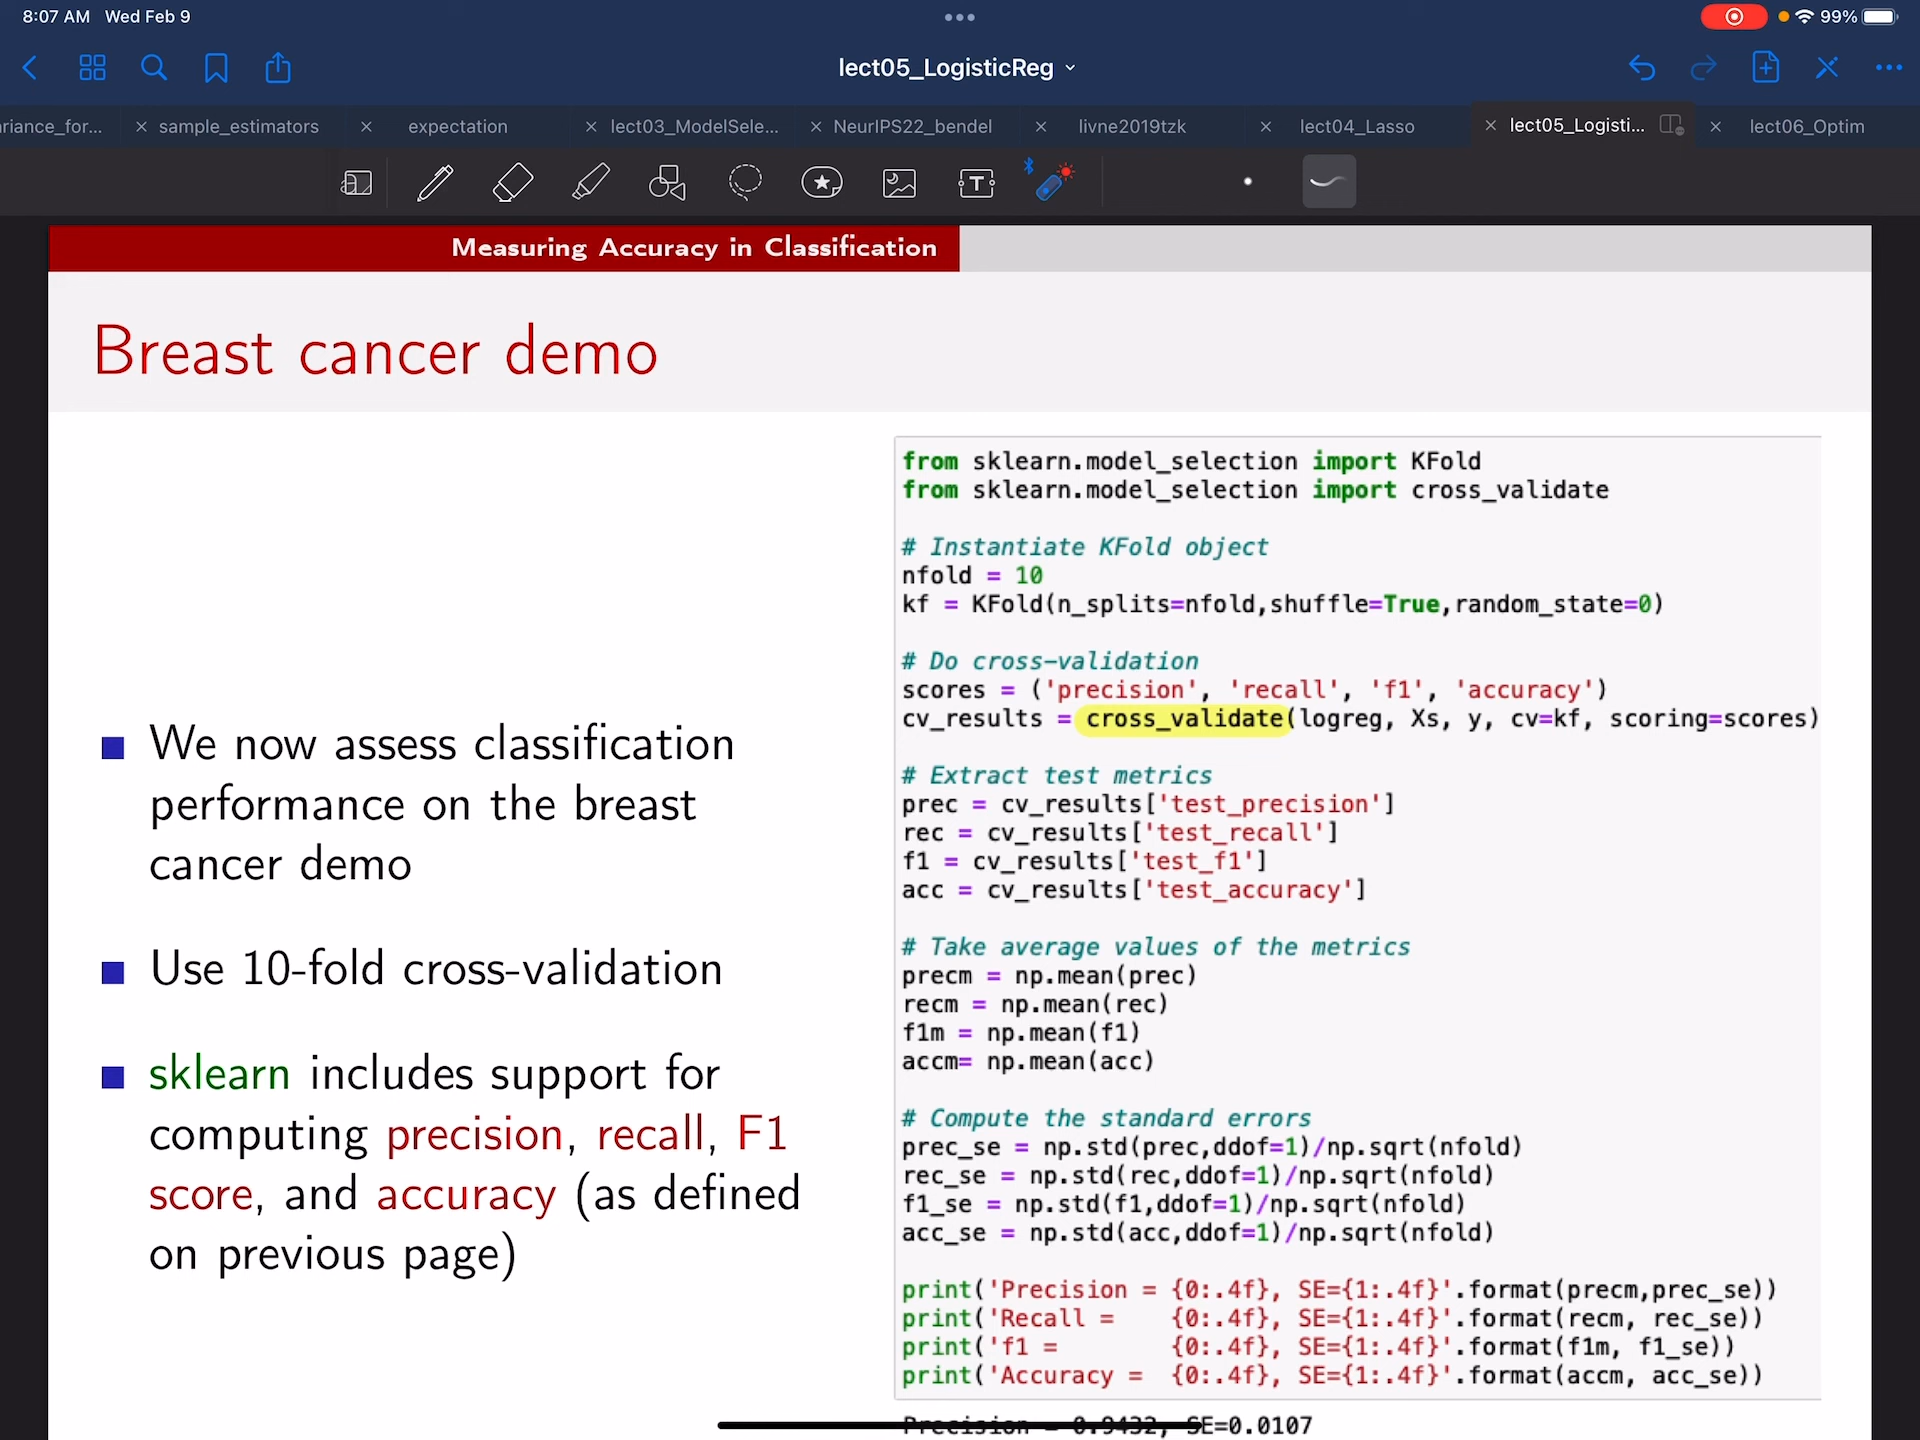 8:07 AM Wed Feb 9
99%
lect05_LogisticReg
riance_for...
sample_estimators
expectation
lect03_ModelSele...
NeurIPS22_bendel
livne2019tzk
lect04_Lasso
lect05_Logisti...
lect06_Optim
Measuring Accuracy in Classification
Breast cancer demo
We now assess classification
performance on the breast
cancer demo
Use 10-fold cross-validation
sklearn includes support for
computing precision, recall, F1
score, and accuracy (as defined
on previous page)
from sklearn.model_selection import KFold
from sklearn.model_selection import cross_validate
# Instantiate KFold object
nfold = 10
kf = KFold(n_splits=nfold,shuffle=True,random_state=0)
# Do cross-validation
scores = ('precision', 'recall', 'f1', 'accuracy')
cv_results = cross_validate(logreg, Xs, y, cv=kf, scoring=scores)
# Extract test metrics
prec = cv_results['test_precision']
rec = cv_results['test_recall']
f1 = cv_results['test_f1']
acc = cv_results['test_accuracy']
# Take average values of the metrics
precm = np.mean(prec)
recm = np.mean(rec)
f1m = np.mean(f1)
accm= np.mean(acc)
# Compute the standard errors
prec_se = np.std(prec,ddof=1)/np.sqrt(nfold)
rec_se = np.std(rec,ddof=1)/np.sqrt(nfold)
f1_se = np.std(f1,ddof=1)/np.sqrt(nfold)
acc_se = np.std(acc,ddof=1)/np.sqrt(nfold)
print('Precision = {0:.4f}, SE={1:.4f}'.format(precm,prec_se))
print('Recall =    {0:.4f}, SE={1:.4f}'.format(recm, rec_se))
print('f1 =        {0:.4f}, SE={1:.4f}'.format(f1m, f1_se))
print('Accuracy =  {0:.4f}, SE={1:.4f}'.format(accm, acc_se))
Precision = 0.9432, SE=0.0107